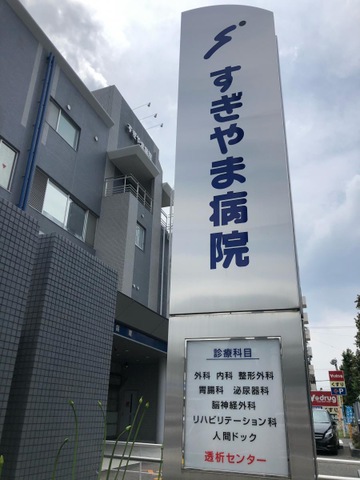 すぎやま病院
診療科目
外科 内科 整形外科
胃腸科 泌尿器科
脳神経外科
リハビリテーション科
人間ドック
透析センター